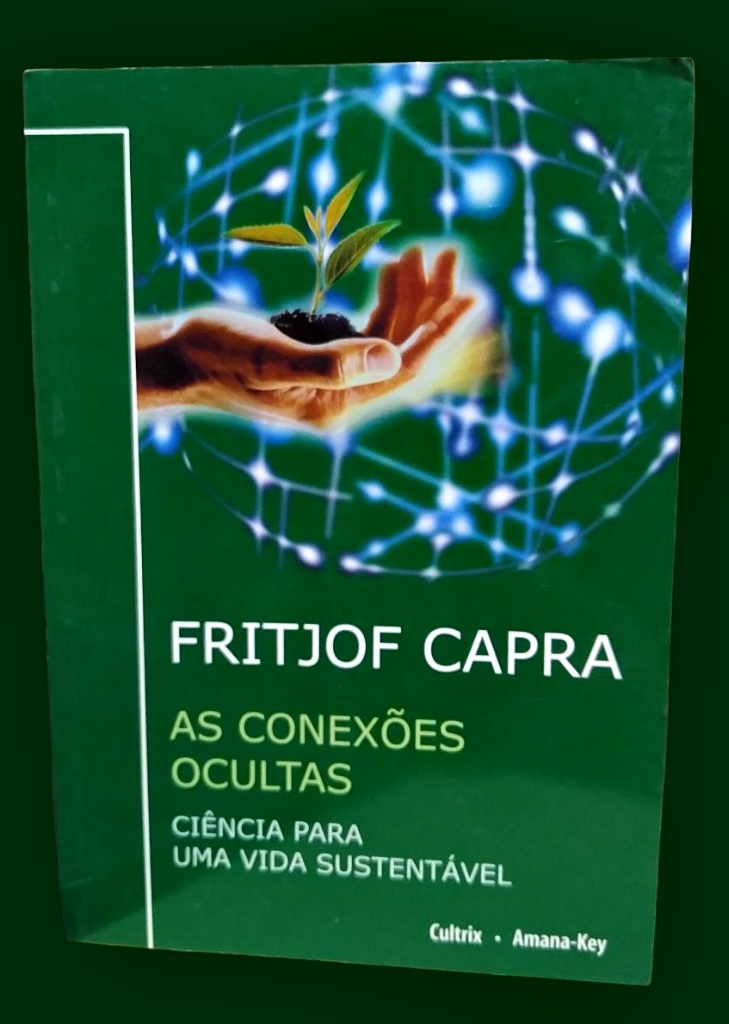 FRITJOF CAPRA
AS CONEXÕES
OCULTAS
CIÊNCIA PARA
UMA VIDA SUSTENTÁVEL
Cultrix • Amana-Key